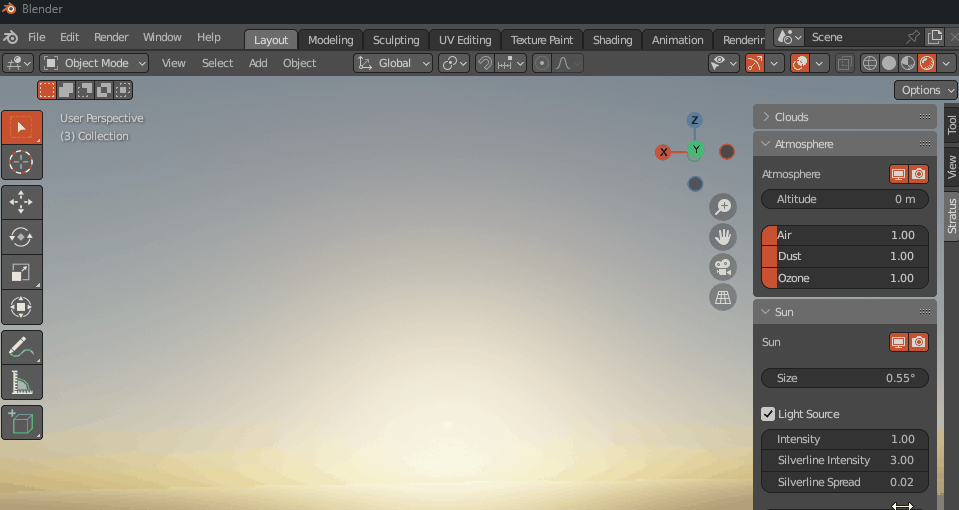 Blender
File Edit Render Window Help Layout Modeling Sculpting UV Editing Texture Paint Shading Animation Renderin Scene
Object Mode View Select Add Object Global
Options
User Perspective
(3) Collection
Z
X Y
Clouds
Atmosphere
Atmosphere
Altitude 0 m
Air 1.00
Dust 1.00
Ozone 1.00
Sun
Sun
Size 0.55°
Light Source
Intensity 1.00
Silverline Intensity 3.00
Silverline Spread 0.02
Tool
View
Stratus